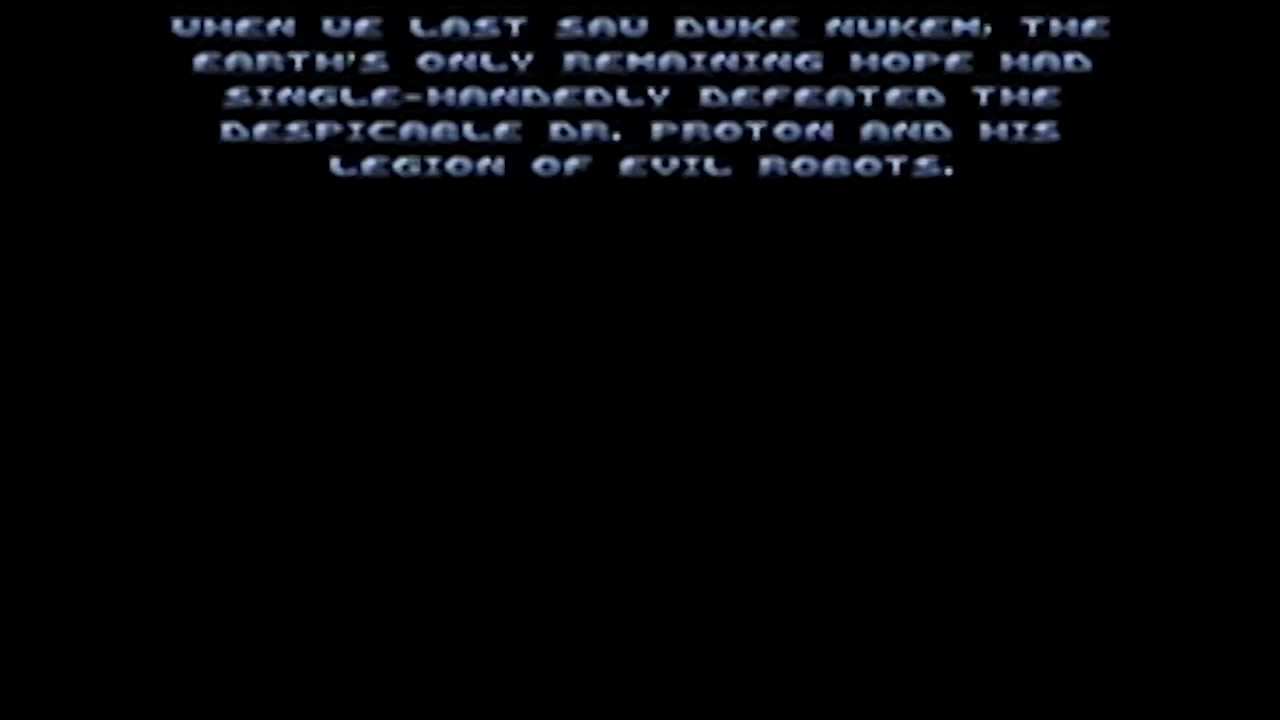 WHEN WE LAST SAW DUKE NUKEM, THE
EARTH'S ONLY REMAINING HOPE HAD
SINGLE-HANDEDLY DEFEATED THE
DESPICABLE DR. PROTON AND HIS
LEGION OF EVIL ROBOTS.